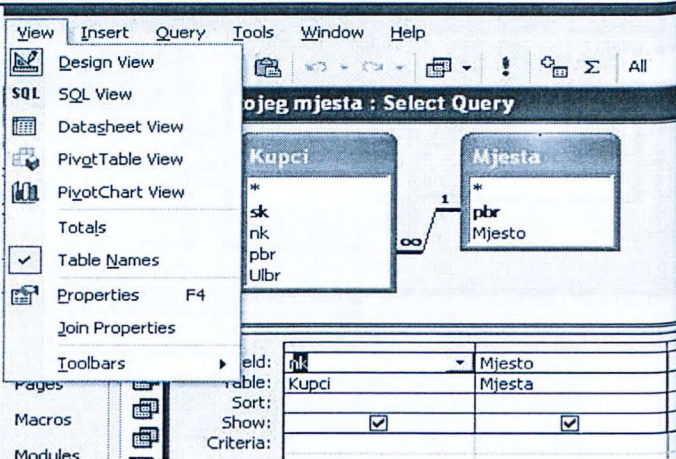 View Insert Query Tools Window Help
Design View
SQL SQL View
Datasheet View
PivotTable View
PivotChart View
Totals
Table Names
Properties F4
Join Properties
Toolbars
All
ojeg mjesta : Select Query
Kupci
*
sk
nk
pbr
Ulbr
1
∞
Mjesta
*
pbr
Mjesto
eld: nk Mjesto
Table: Kupci Mjesta
Sort:
Show:
Criteria:
Pages
Macros
Modules